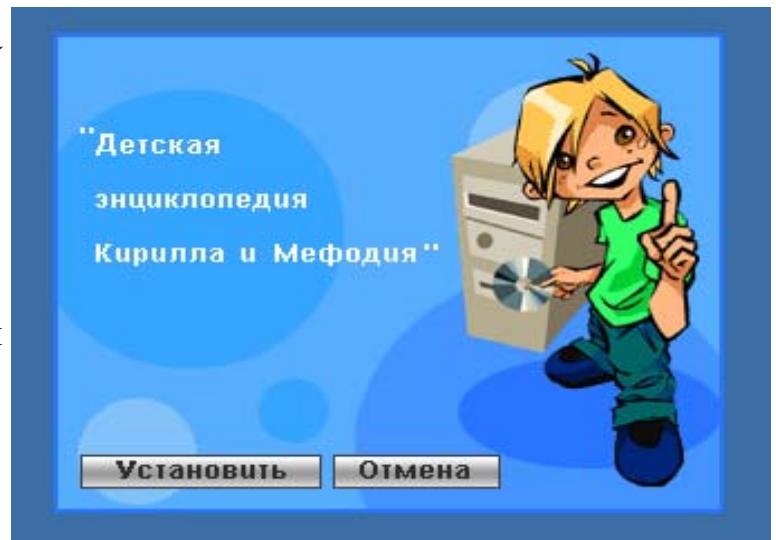 "Детская
энциклопедия
Кирилла и Мефодия"
Установить Отмена